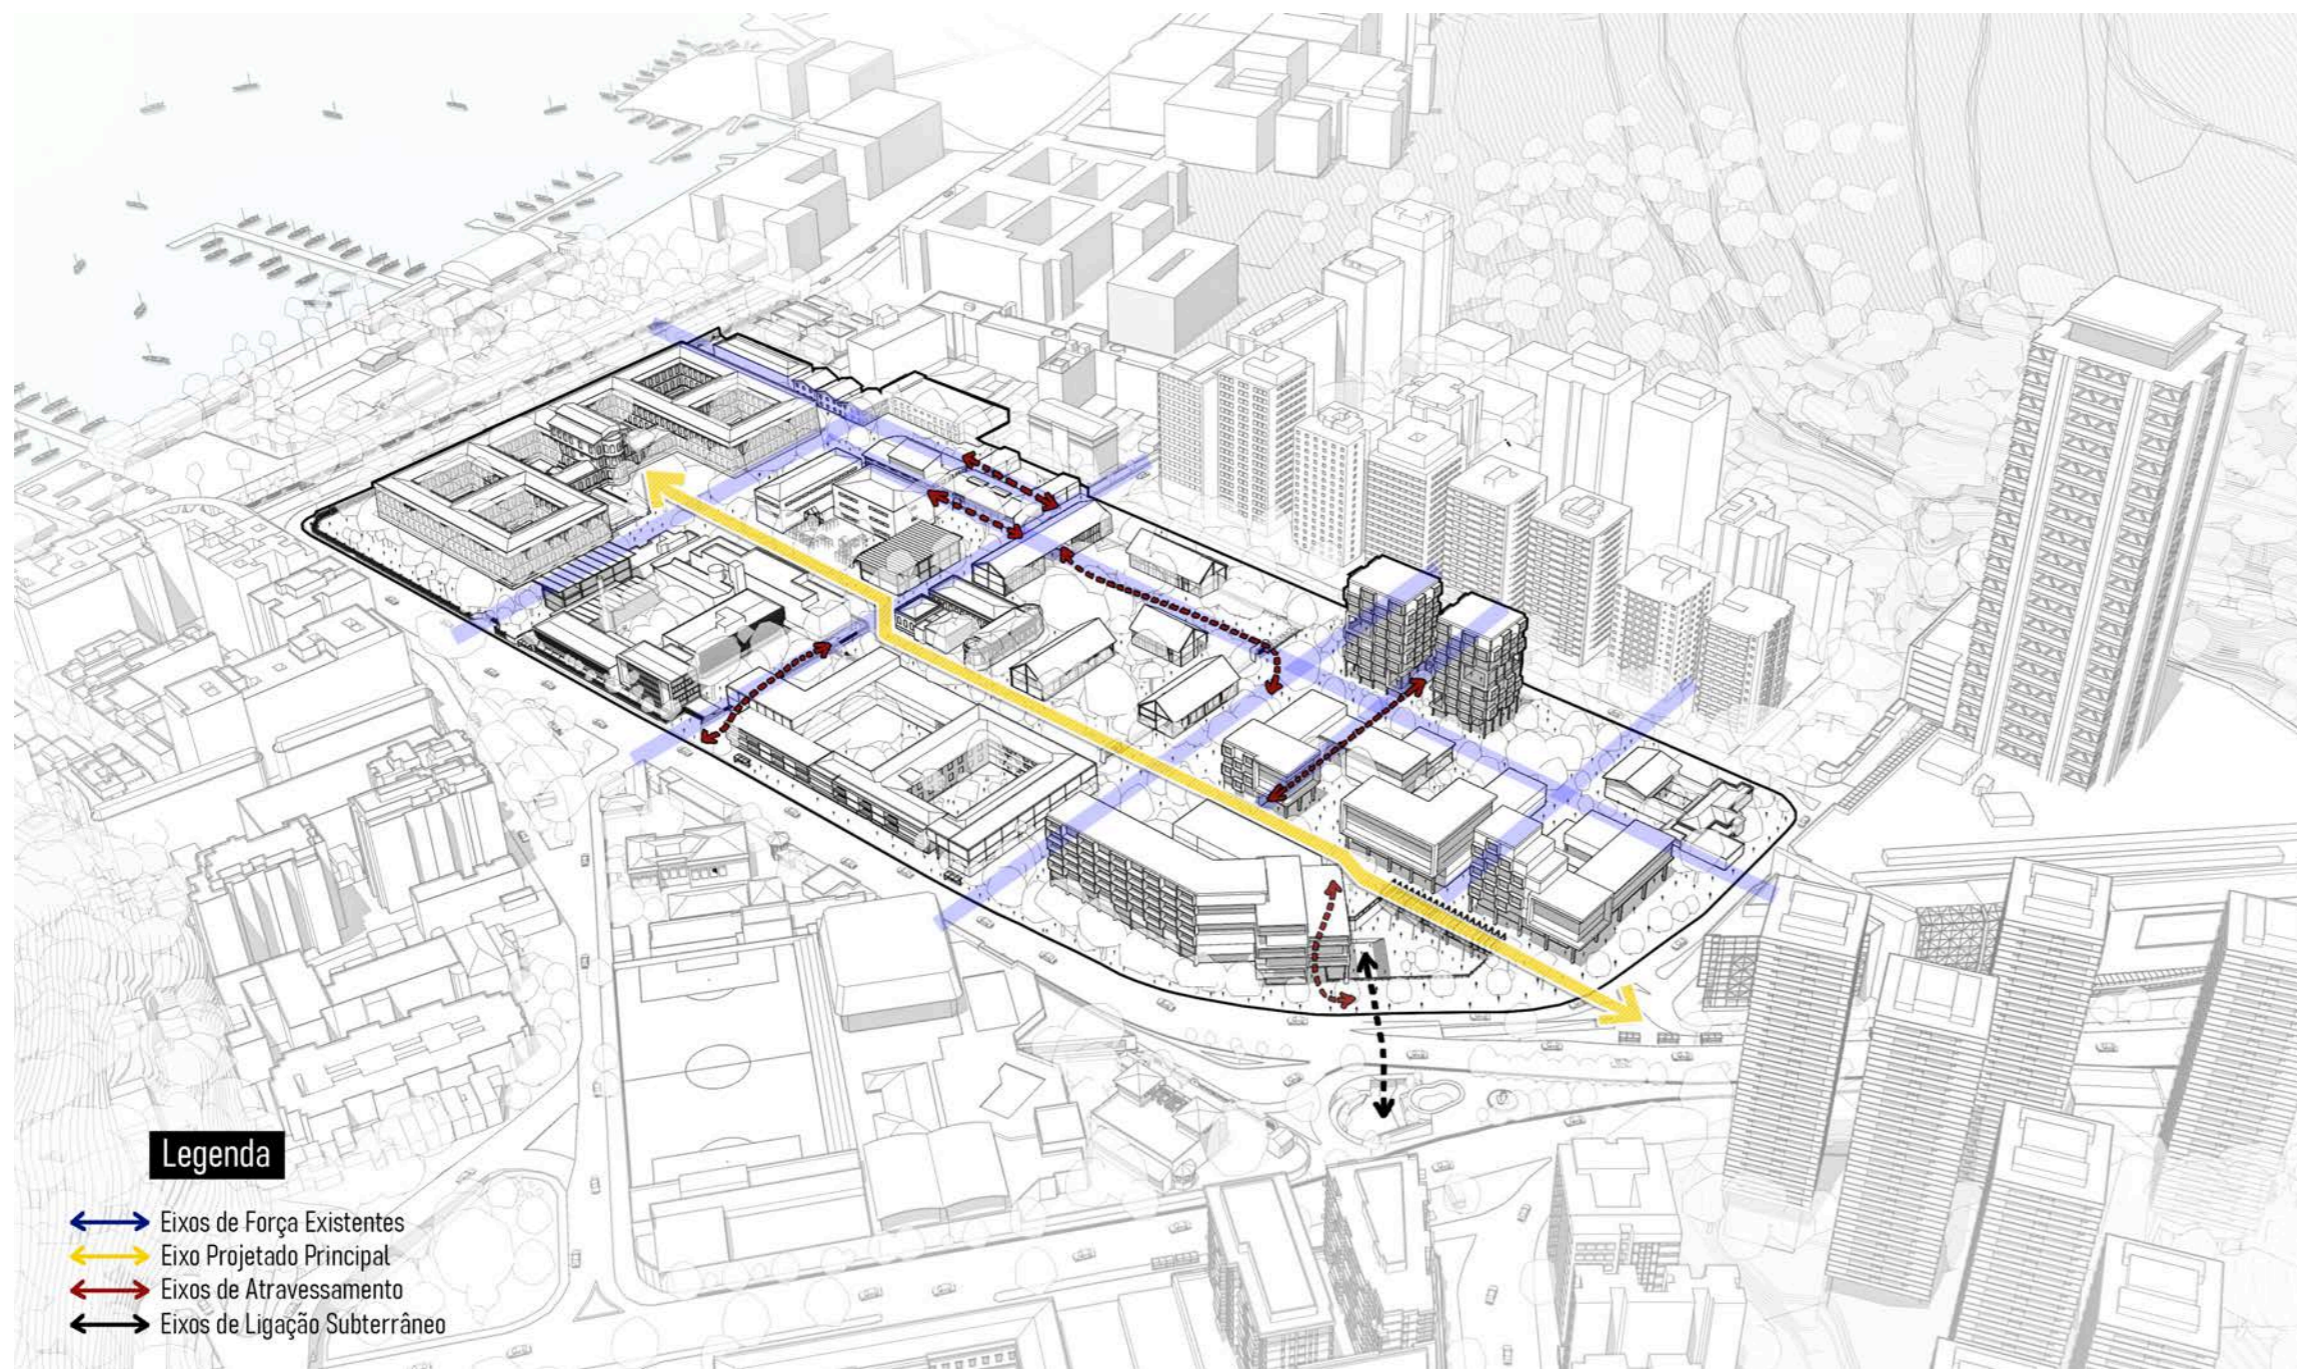 Legenda
Eixos de Força Existentes
Eixo Projetado Principal
Eixos de Atravessamento
Eixos de Ligação Subterrâneo